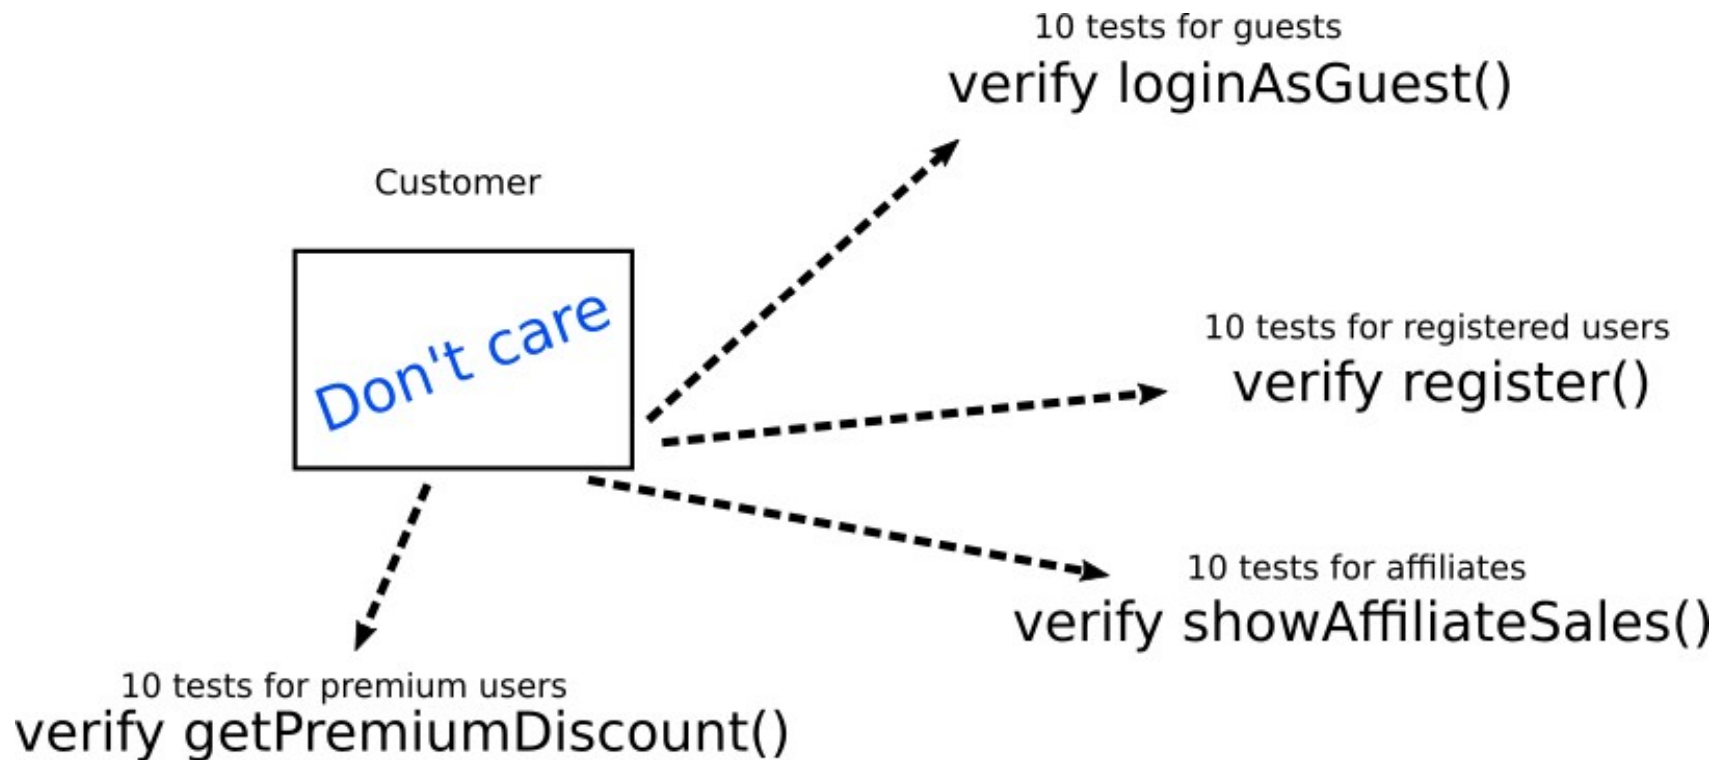 10 tests for guests
verify loginAsGuest()
Customer
Don't care
10 tests for registered users
verify register()
10 tests for affiliates
verify showAffiliateSales()
10 tests for premium users
verify getPremiumDiscount()